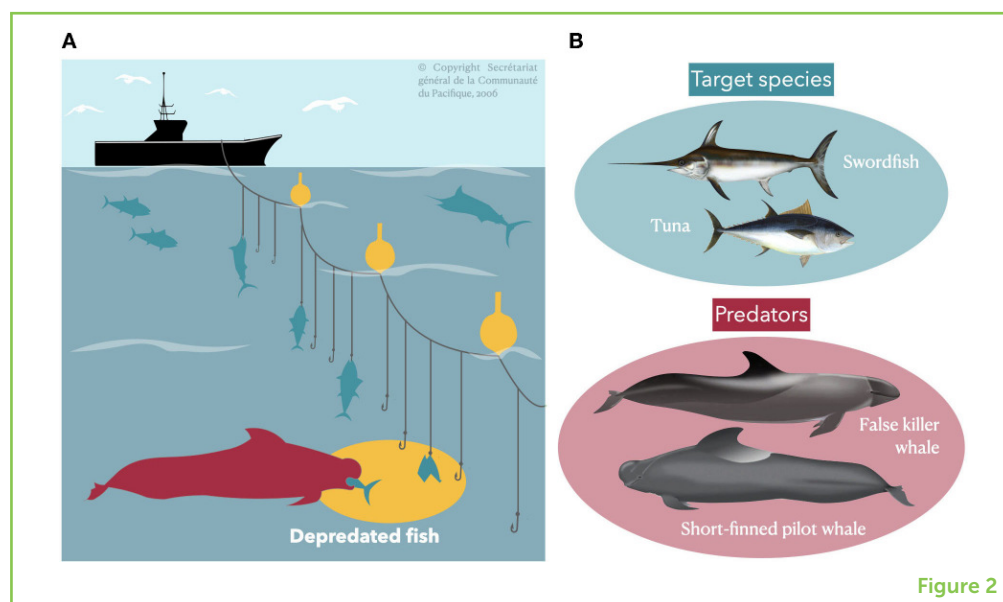 A
© Copyright Secrétariat
général de la Communauté
du Pacifique, 2006
Depredated fish
B
Target species
Swordfish
Tuna
Predators
False killer
whale
Short-finned pilot whale
Figure 2